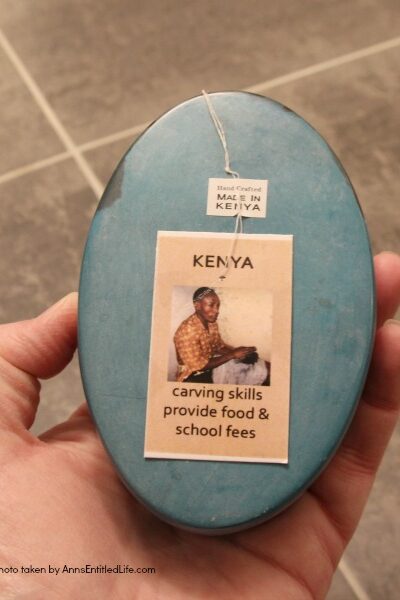 Hand Crafted
MADE IN
KENYA
KENYA
carving skills
provide food &
school fees
hoto taken by AnnsEntitledLife.com